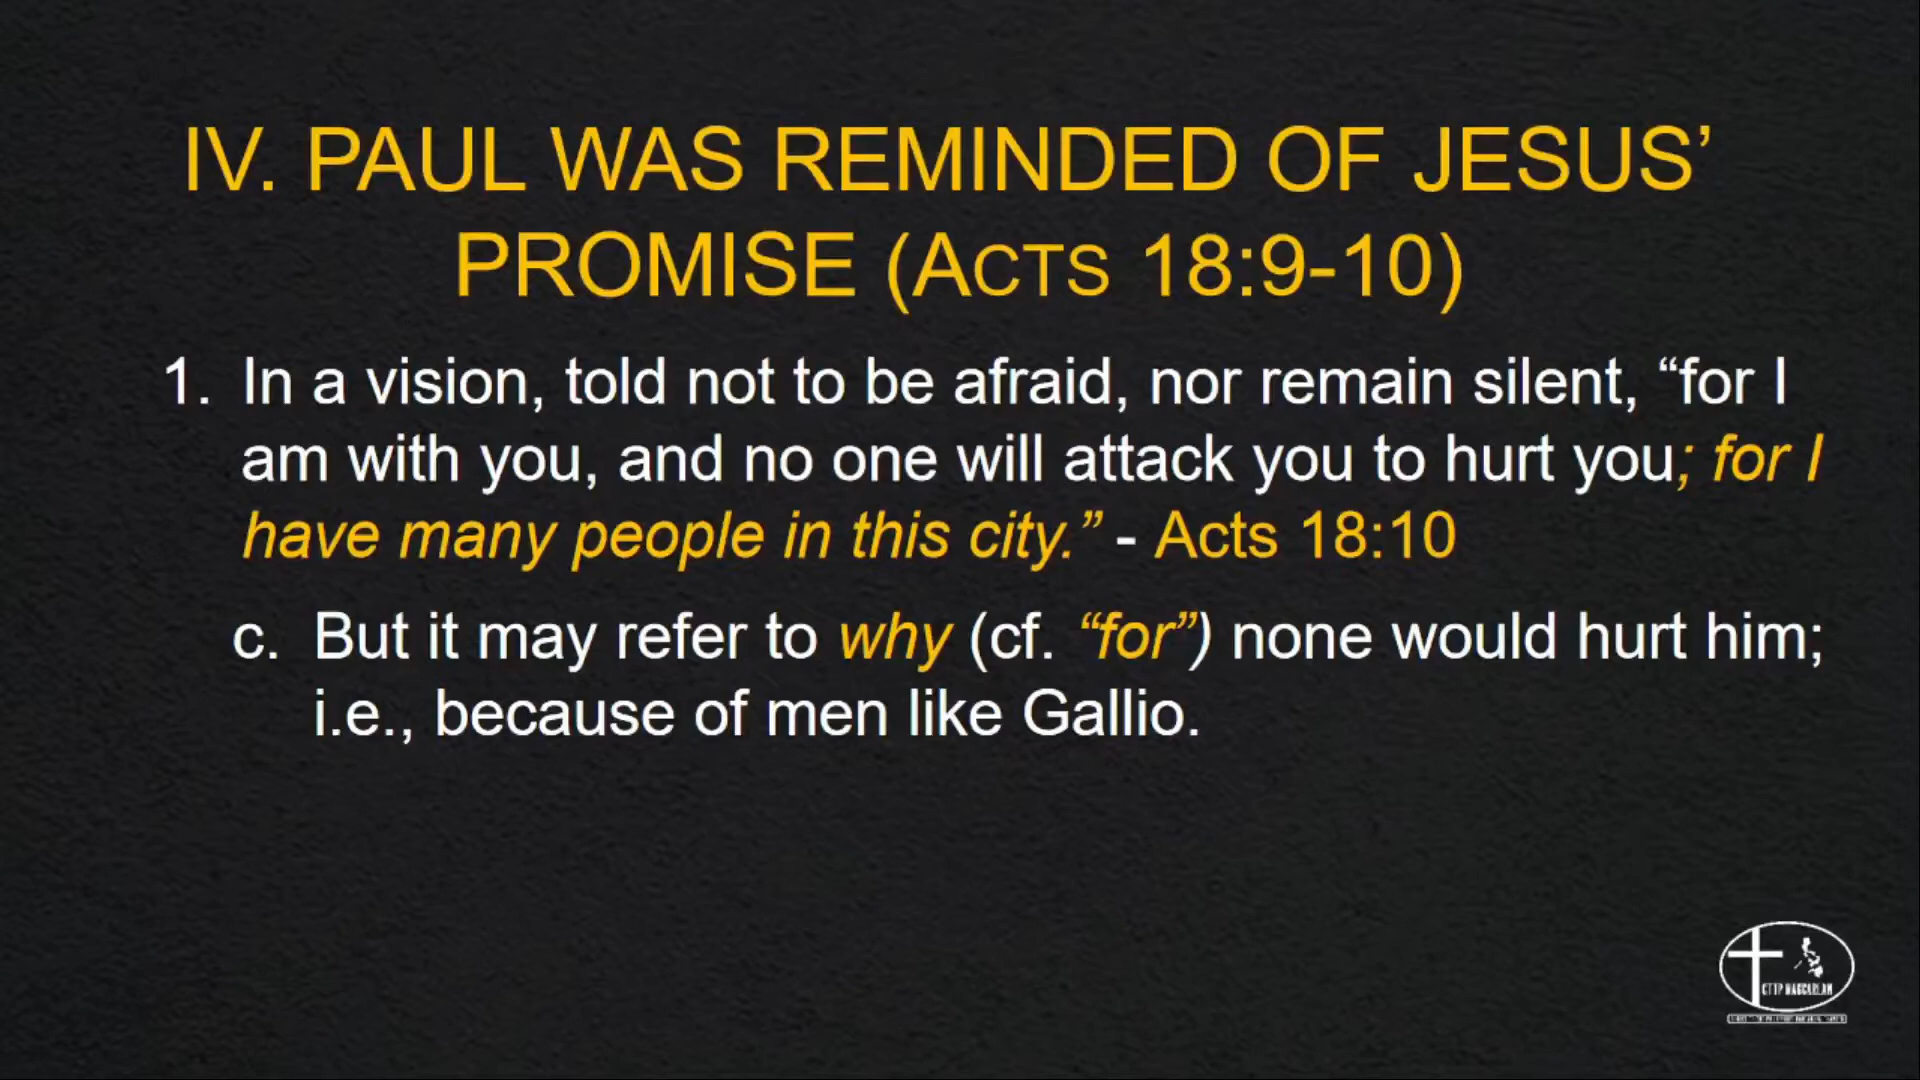 IV. PAUL WAS REMINDED OF JESUS’
PROMISE (ACTS 18:9-10)
1. In a vision, told not to be afraid, nor remain silent, “for I
am with you, and no one will attack you to hurt you; for I
have many people in this city.” - Acts 18:10
c. But it may refer to why (cf. “for”) none would hurt him;
i.e., because of men like Gallio.
CTTP NAGCARLAN